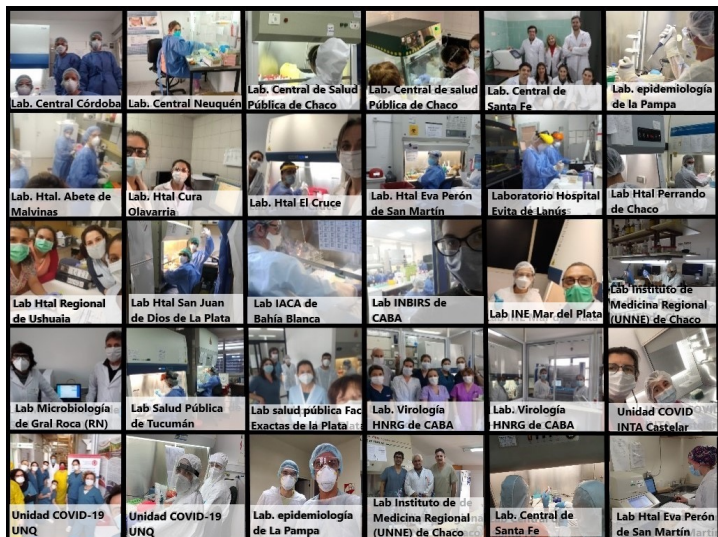 Lab. Central Córdoba
Lab. Central Neuquén
Lab. Central de Salud
Pública de Chaco
Lab. Central de salud
Pública de Chaco
Lab. Central de
Santa Fe
Lab. epidemiología
de la Pampa
Lab. Htal. Abete de
Malvinas
Lab Htal Cura
Olavarria
Lab. Htal El Cruce
Lab. Htal Eva Perón
de San Martín
Laboratorio Hospital
Evita de Lanús
Lab Htal Perrando
de Chaco
Lab Htal Regional
de Ushuaia
Lab Htal San Juan
de Dios de La Plata
Lab IACA de
Bahía Blanca
Lab INBIRS de
CABA
Lab INE Mar del Plata
Lab Instituto de
Medicina Regional
(UNNE) de Chaco
Lab Microbiología
de Gral Roca (RN)
Lab Salud Pública
de Tucumán
Lab salud pública Fac
Exactas de la Plata
Lab. Virología
HNRG de CABA
Lab. Virología
HNRG de CABA
Unidad COVID
INTA Castelar
Unidad COVID-19
UNQ
Unidad COVID-19
UNQ
Lab. epidemiología
de La Pampa
Lab Instituto de
Medicina Regional
(UNNE) de Chaco
Lab. Central de
Santa Fe
Lab Htal Eva Perón
de San Martín